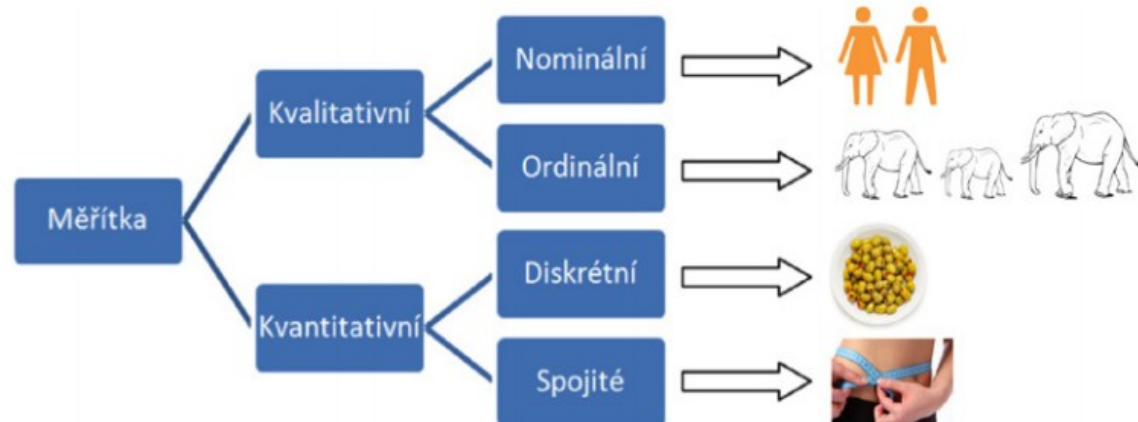 Měřítka
Kvalitativní
Kvantitativní
Nominální
Ordinální
Diskrétní
Spojité